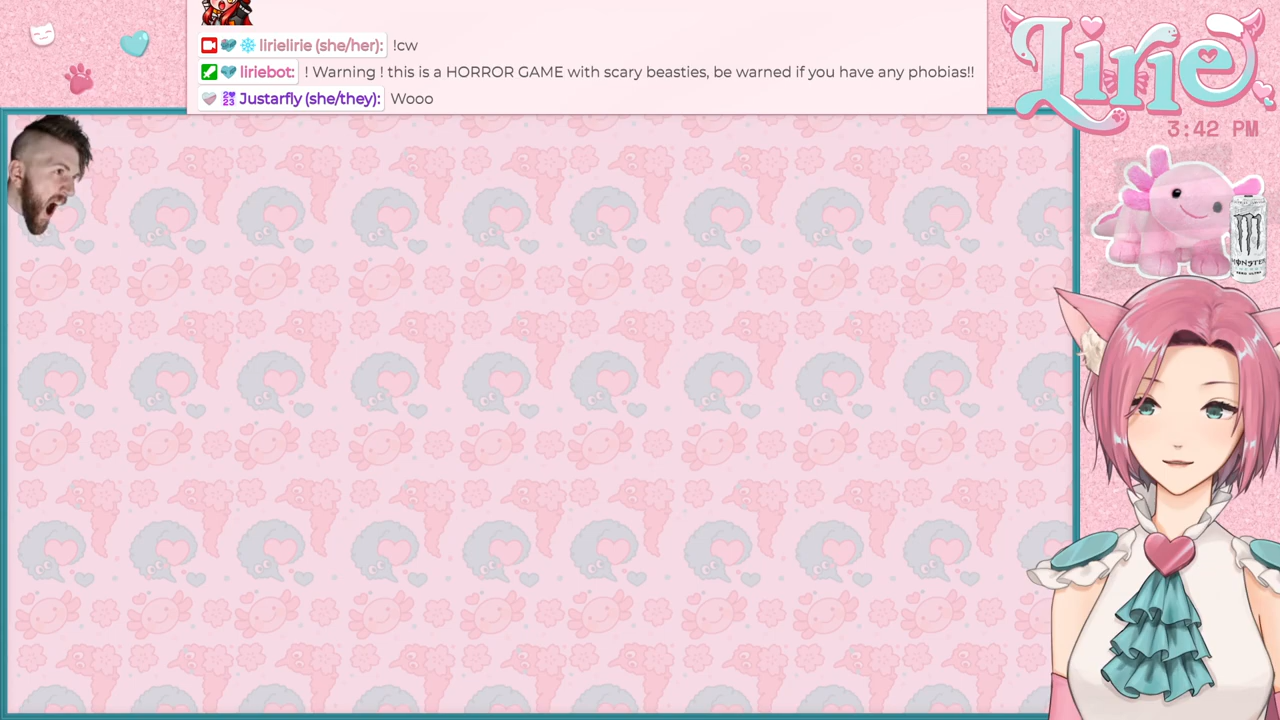 lirielirie (she/her): !cw
liriebot: ! Warning ! this is a HORROR GAME with scary beasties, be warned if you have any phobias!!
Justarfly (she/they): Wooo
Lirie
3:42 PM
MONSTER